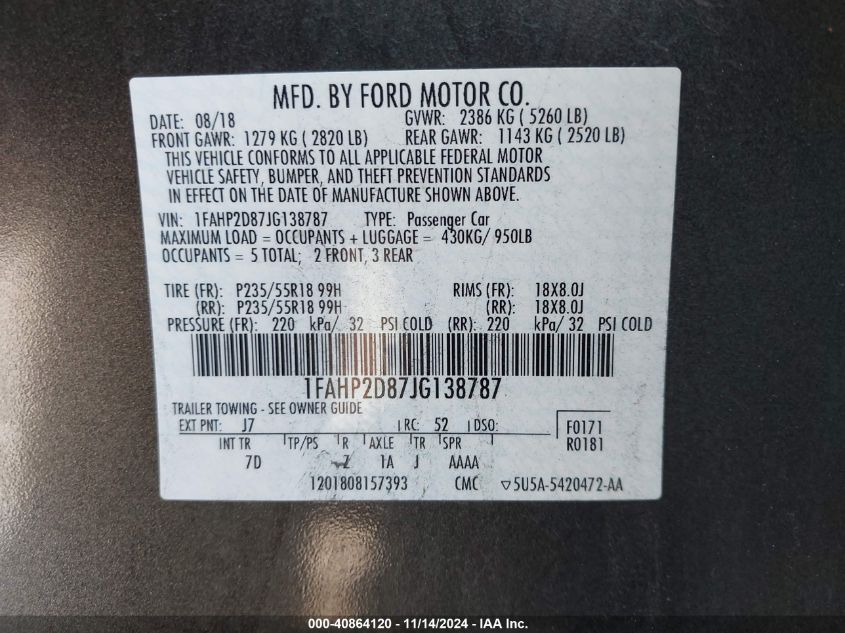 MFD. BY FORD MOTOR CO.
DATE: 08/18 GVWR: 2386 KG ( 5260 LB)
FRONT GAWR: 1279 KG ( 2820 LB) REAR GAWR: 1143 KG ( 2520 LB)
THIS VEHICLE CONFORMS TO ALL APPLICABLE FEDERAL MOTOR
VEHICLE SAFETY, BUMPER, AND THEFT PREVENTION STANDARDS
IN EFFECT ON THE DATE OF MANUFACTURE SHOWN ABOVE.
VIN: 1FAHP2D87JG138787 TYPE: Passenger Car
MAXIMUM LOAD = OCCUPANTS + LUGGAGE = 430KG/ 950LB
OCCUPANTS = 5 TOTAL; 2 FRONT, 3 REAR
TIRE (FR): P235/55R18 99H RIMS (FR): 18X8.0J
(RR): P235/55R18 99H (RR): 18X8.0J
PRESSURE (FR): 220 kPa/ 32 PSI COLD (RR): 220 kPa/ 32 PSI COLD
1FAHP2D87JG138787
TRAILER TOWING - SEE OWNER GUIDE
EXT PNT: J7 RC: 52 DSO: F0171
INT TR TP/PS R AXLE TR SPR R0181
7D Z 1A J AAAA
1201808157393 CMC ▽5U5A-5420472-AA
000-40864120 - 11/14/2024 - IAA Inc.